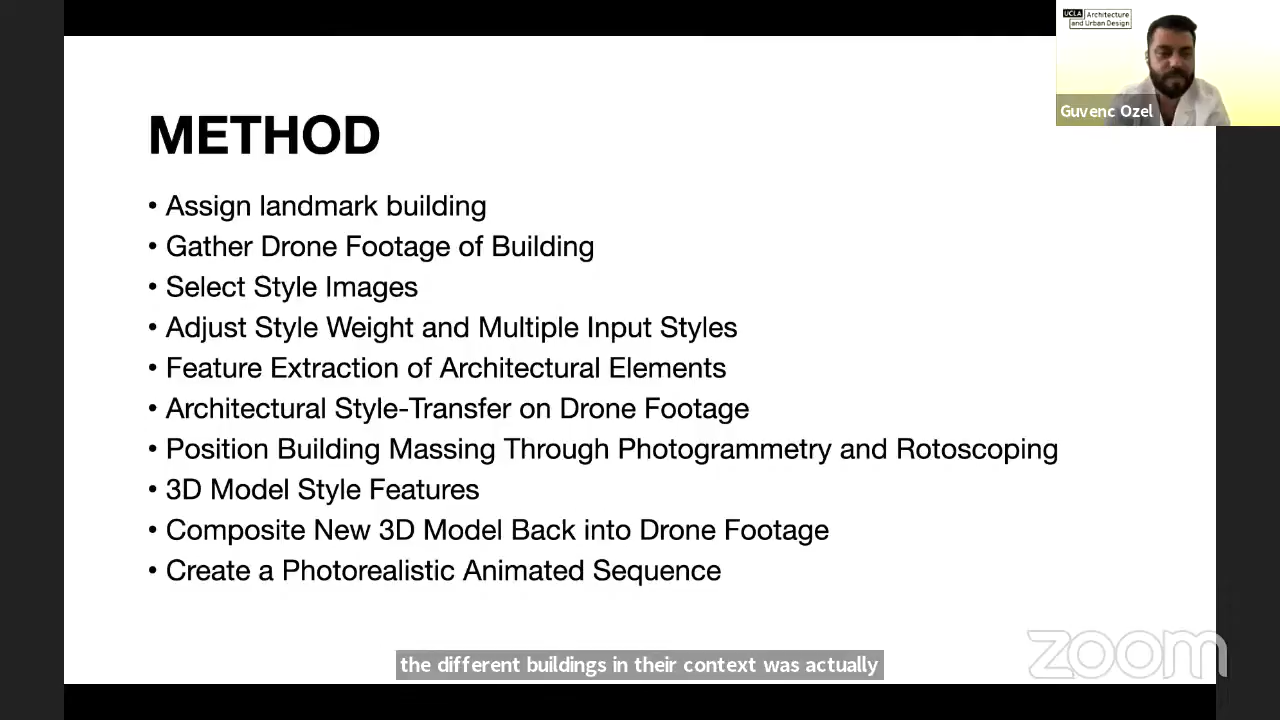 UCLA Architecture
and Urban Design
Guvenc Ozel
METHOD
• Assign landmark building
• Gather Drone Footage of Building
• Select Style Images
• Adjust Style Weight and Multiple Input Styles
• Feature Extraction of Architectural Elements
• Architectural Style-Transfer on Drone Footage
• Position Building Massing Through Photogrammetry and Rotoscoping
• 3D Model Style Features
• Composite New 3D Model Back into Drone Footage
• Create a Photorealistic Animated Sequence
the different buildings in their context was actually
zoom